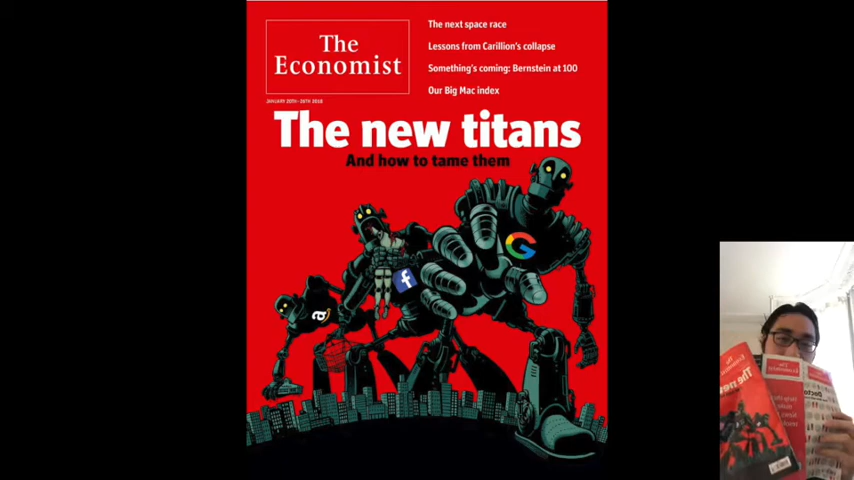 The
Economist
JANUARY 20TH–26TH 2018
The next space race
Lessons from Carillion's collapse
Something's coming: Bernstein at 100
Our Big Mac index
The new titans
And how to tame them
G
f
a